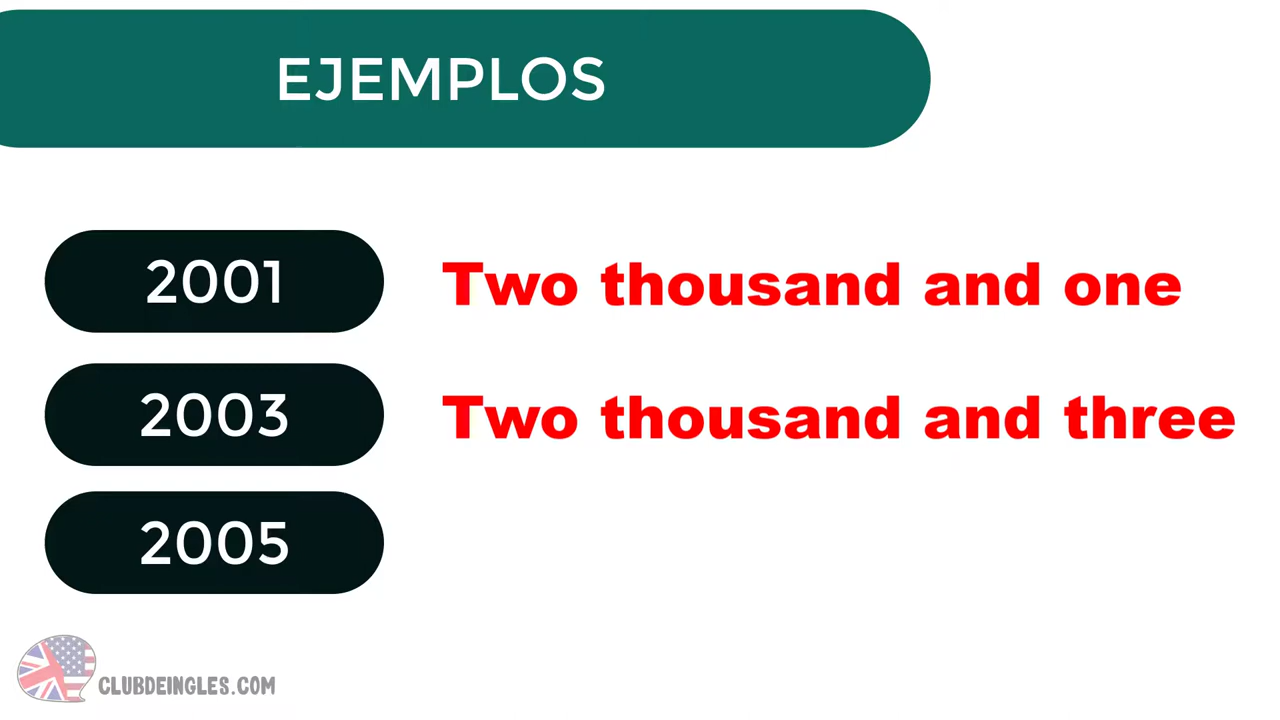 EJEMPLOS
2001 Two thousand and one
2003 Two thousand and three
2005
CLUBDEINGLES.COM